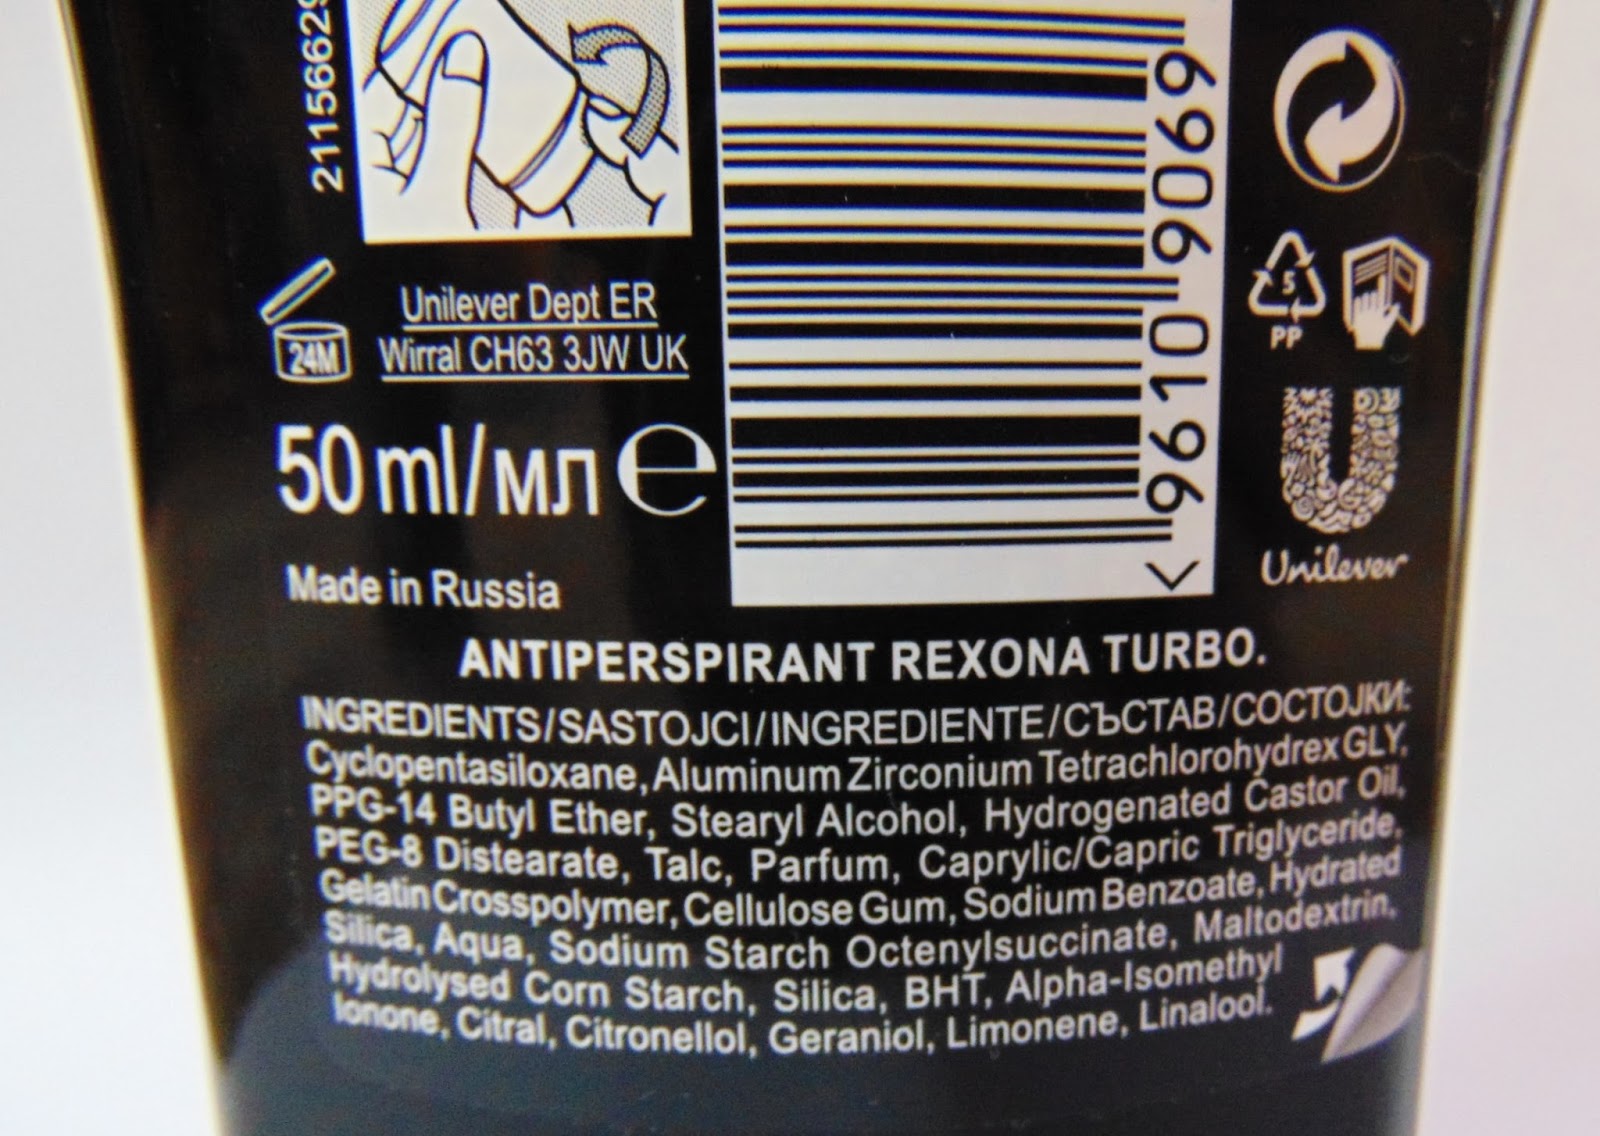 2115662
24M
Unilever Dept ER
Wirral CH63 3JW UK
50 ml/мл e
Made in Russia
9610 9069
<
5
PP
U
Unilever
ANTIPERSPIRANT REXONA TURBO.
INGREDIENTS/SASTOJCI/INGREDIENTE/СЪСТАВ/СОСТОЈКИ:
Cyclopentasiloxane, Aluminum Zirconium Tetrachlorohydrex GLY,
PPG-14 Butyl Ether, Stearyl Alcohol, Hydrogenated Castor Oil,
PEG-8 Distearate, Talc, Parfum, Caprylic/Capric Triglyceride,
Gelatin Crosspolymer, Cellulose Gum, Sodium Benzoate, Hydrated
Silica, Aqua, Sodium Starch Octenylsuccinate, Maltodextrin,
Hydrolysed Corn Starch, Silica, BHT, Alpha-Isomethyl
Ionone, Citral, Citronellol, Geraniol, Limonene, Linalool.